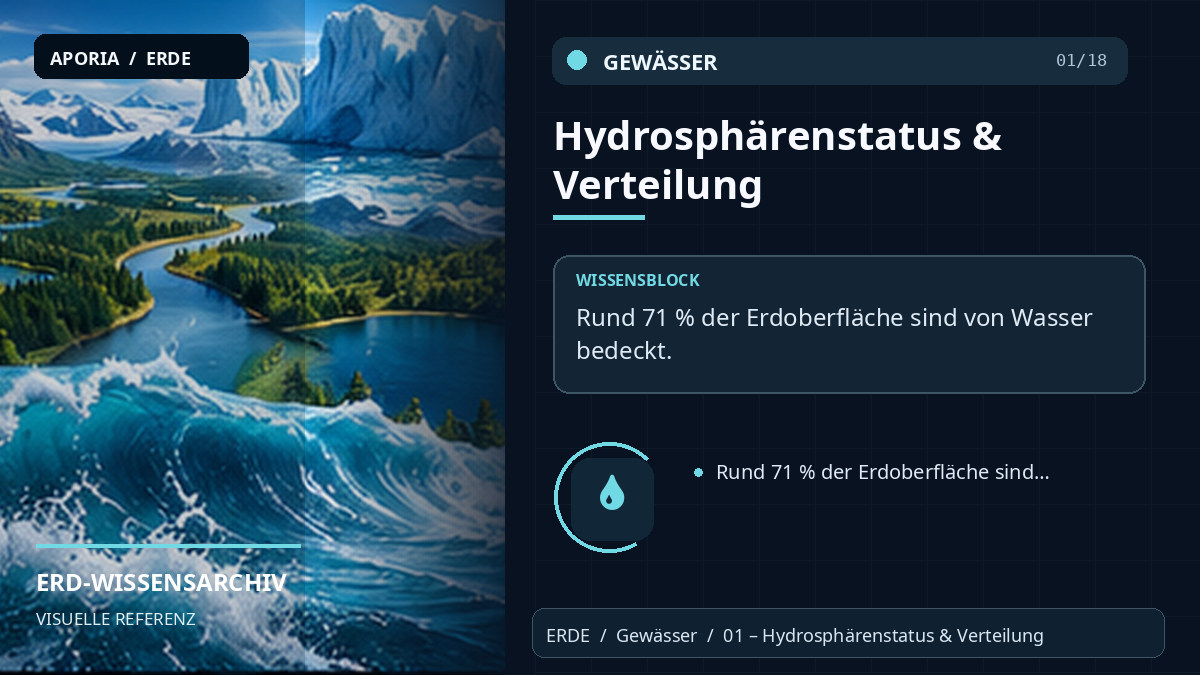 APORIA / ERDE
ERD-WISSENSARCHIV
VISUELLE REFERENZ
GEWÄSSER
01/18
Hydrosphärenstatus &
Verteilung
WISSENSBLOCK
Rund 71 % der Erdoberfläche sind von Wasser
bedeckt.
Rund 71 % der Erdoberfläche sind…
ERDE / Gewässer / 01 – Hydrosphärenstatus & Verteilung